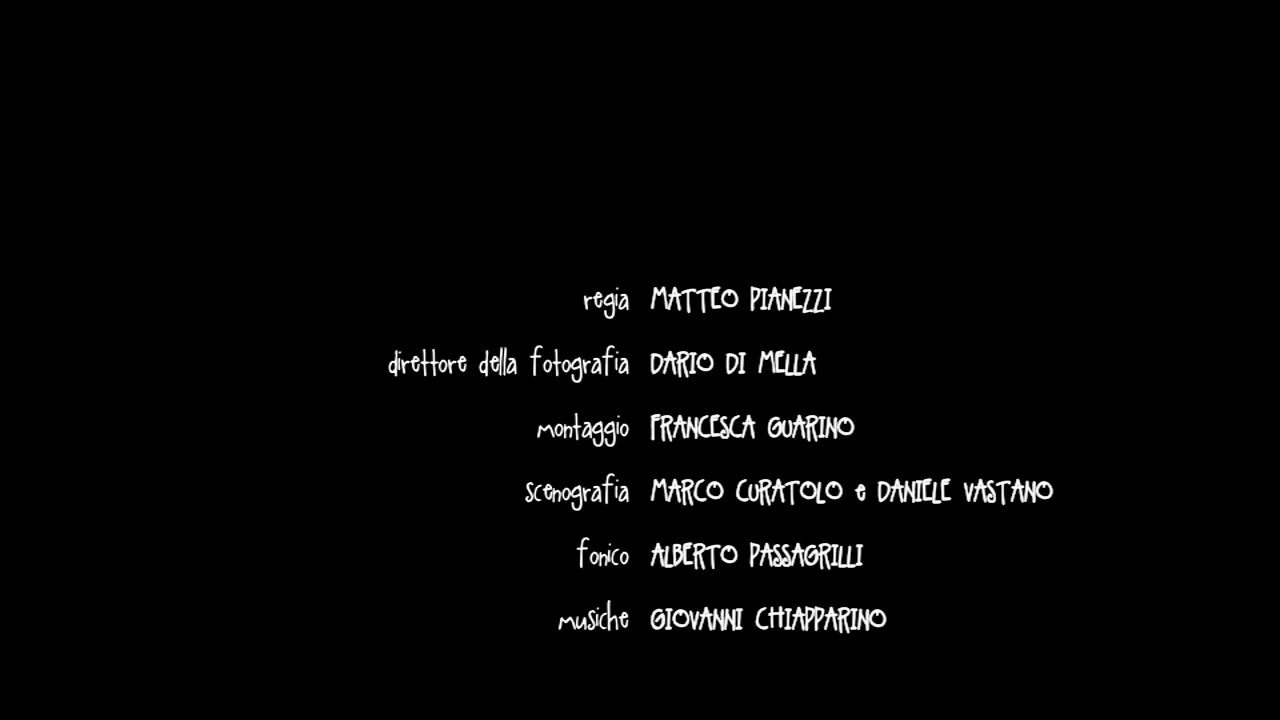 regia MATTEO PIANEZZI
direttore della fotografia DARIO DI MELLA
montaggio FRANCESCA GUARINO
scenografia MARCO CURATOLO e DANIELE VASTANO
fonico ALBERTO PASSAGRILLI
musiche GIOVANNI CHIAPPARINO